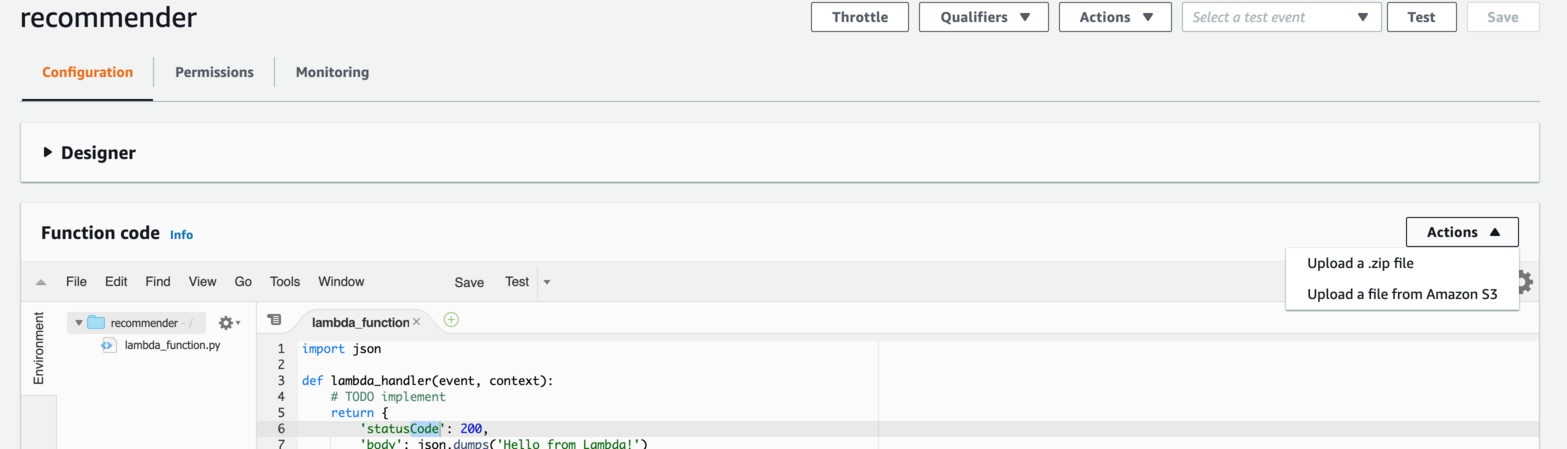 recommender
Throttle
Qualifiers
Actions
Select a test event
Test
Save
Configuration
Permissions
Monitoring
Designer
Function code Info
Actions
Upload a .zip file
Upload a file from Amazon S3
File Edit Find View Go Tools Window Save Test
Environment
recommender - /
lambda_function.py
lambda_function
1 import json
2
3 def lambda_handler(event, context):
4 # TODO implement
5 return {
6 'statusCode': 200,
7 'body': json.dumps('Hello from Lambda!')